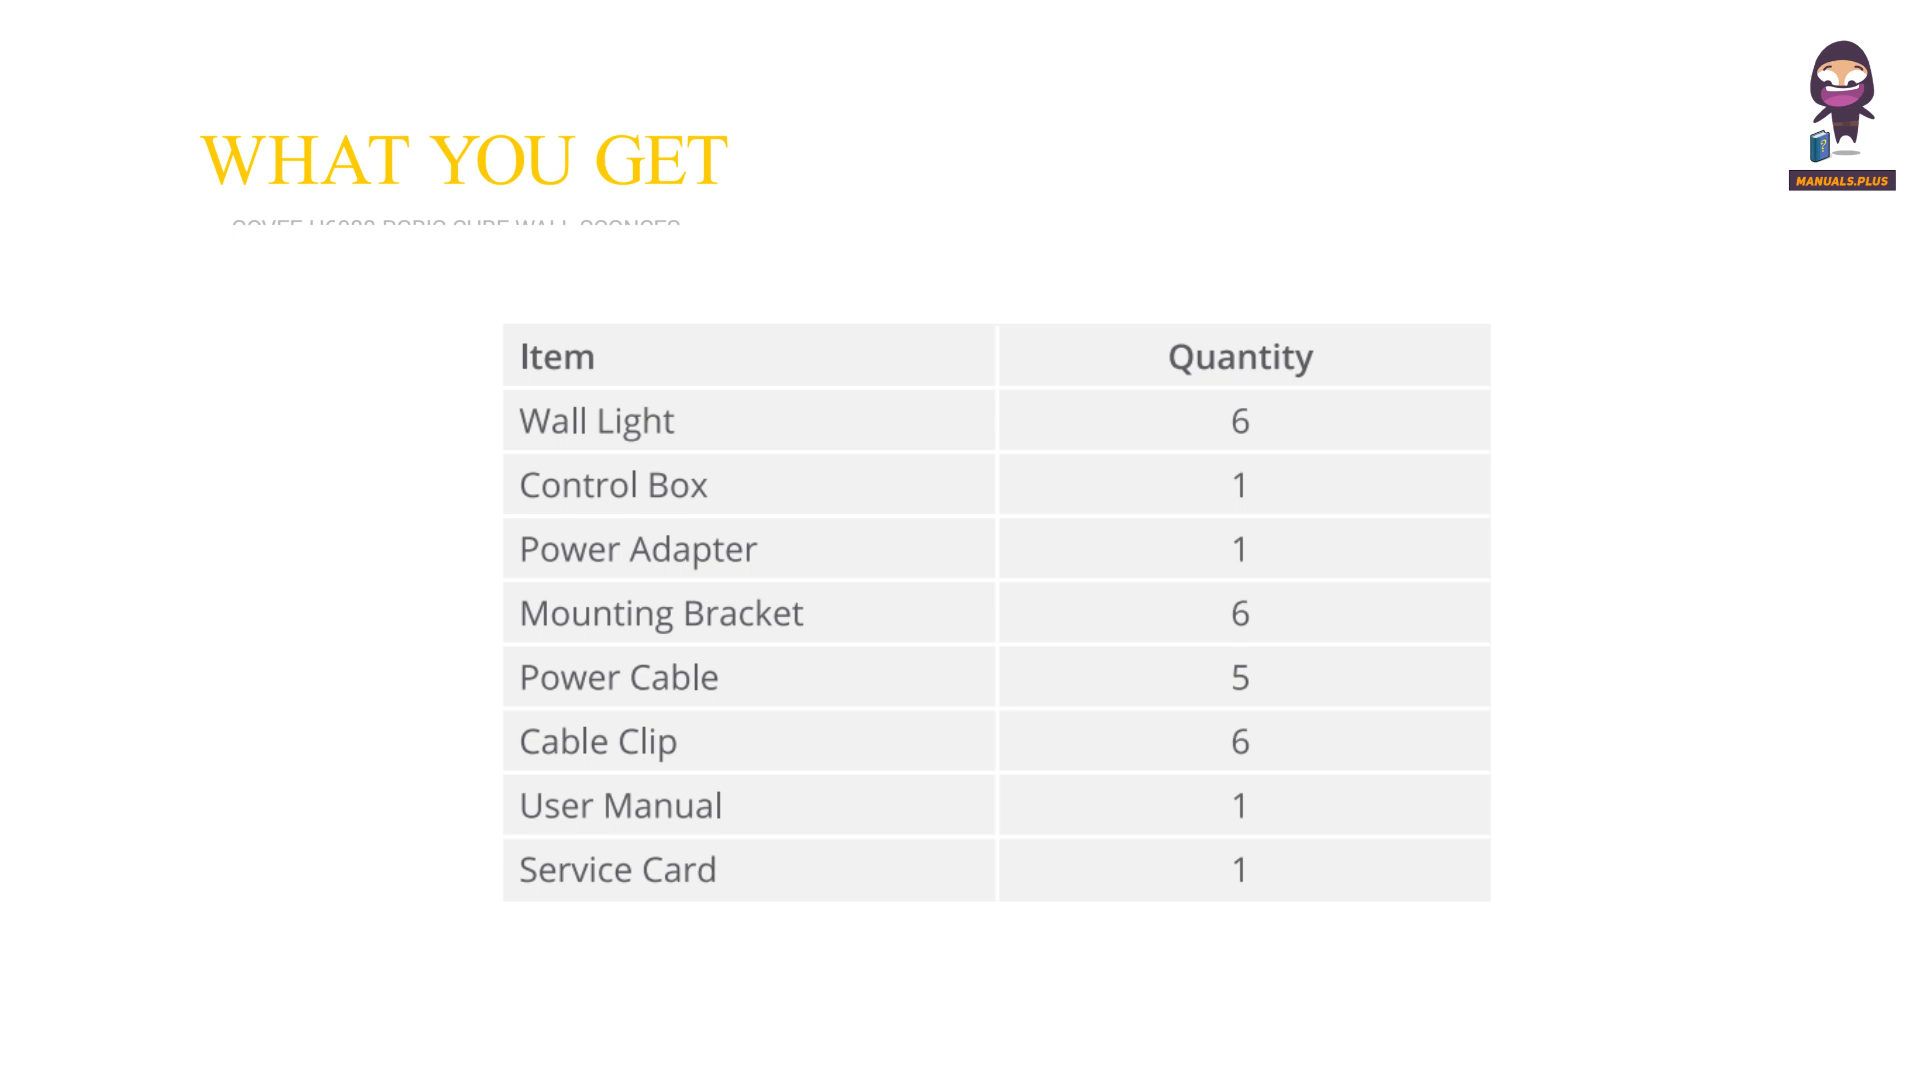 WHAT YOU GET
MANUALS.PLUS
Item Quantity
Wall Light 6
Control Box 1
Power Adapter 1
Mounting Bracket 6
Power Cable 5
Cable Clip 6
User Manual 1
Service Card 1